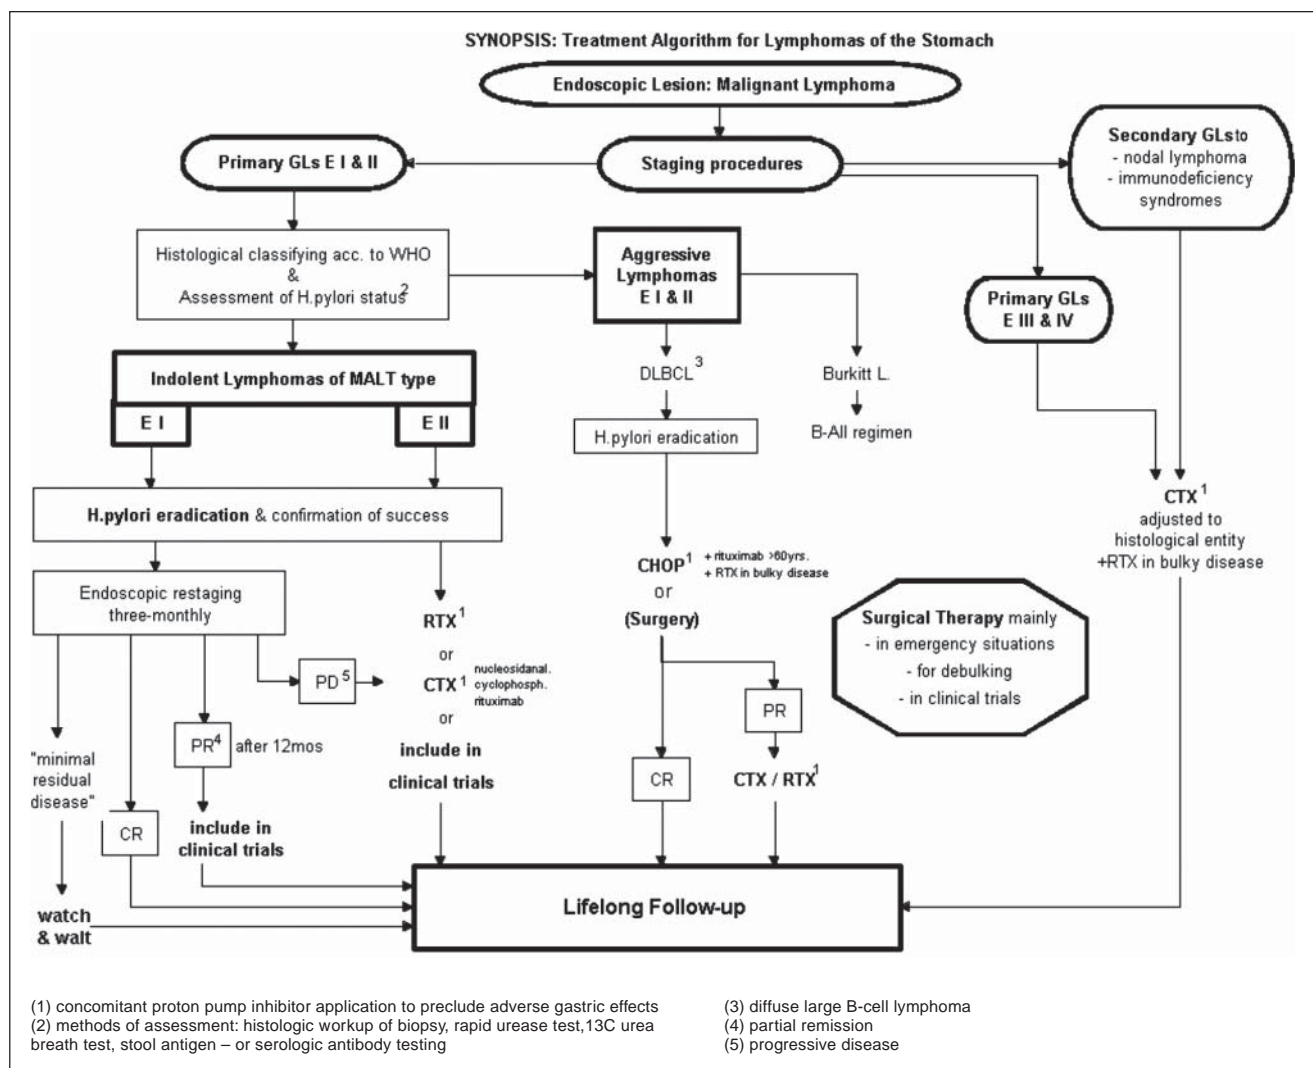 SYNOPSIS: Treatment Algorithm for Lymphomas of the Stomach
Endoscopic Lesion: Malignant Lymphoma
Primary GLs E I & II
Staging procedures
Secondary GLs to
- nodal lymphoma
- immunodeficiency
syndromes
Histological classifying acc. to WHO
&
Assessment of H.pylori status2
Aggressive
Lymphomas
E I & II
Primary GLs
E III & IV
Indolent Lymphomas of MALT type
E I
E II
DLBCL3
Burkitt L.
H.pylori eradication
B-All regimen
H.pylori eradication & confirmation of success
CTX1
adjusted to
histological entity
+RTX in bulky disease
Endoscopic restaging
three-monthly
RTX1
or
CTX1
nucleosidanal.
cyclophosph.
rituximab
or
include in
clinical trials
CHOP1
+ rituximab >60yrs.
+ RTX in bulky disease
or
(Surgery)
Surgical Therapy mainly
- in emergency situations
- for debulking
- in clinical trials
PD5
PR4
after 12mos
"minimal
residual
disease"
CR
include in
clinical trials
PR
CR
CTX / RTX1
watch
& wait
Lifelong Follow-up
(1) concomitant proton pump inhibitor application to preclude adverse gastric effects
(2) methods of assessment: histologic workup of biopsy, rapid urease test,13C urea
breath test, stool antigen – or serologic antibody testing
(3) diffuse large B-cell lymphoma
(4) partial remission
(5) progressive disease